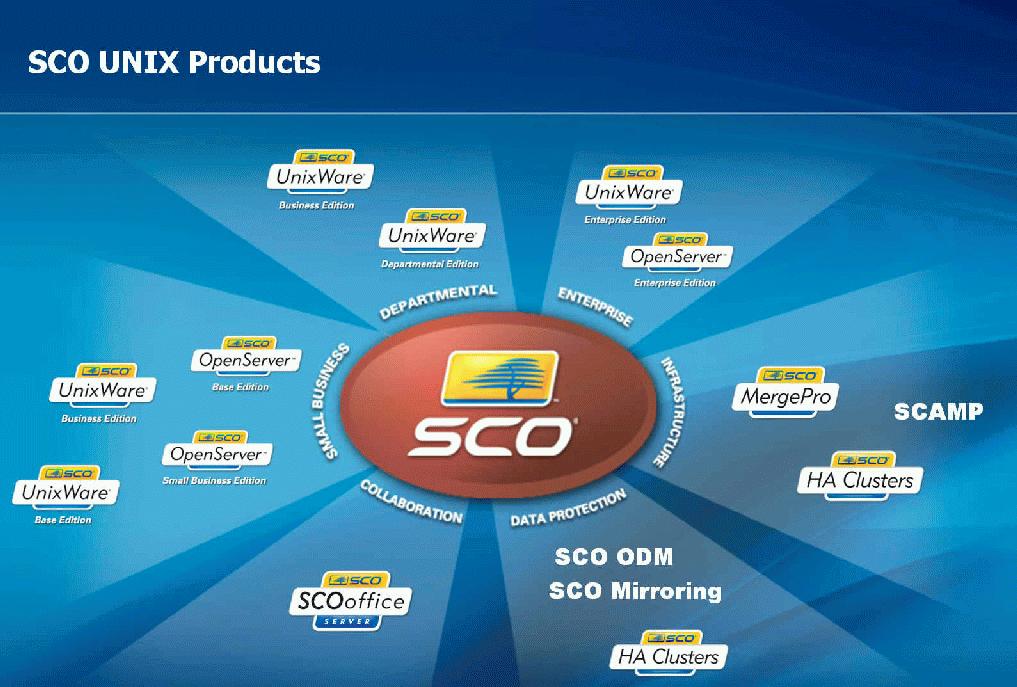 SCO UNIX Products
SCO
UnixWare
Business Edition
SCO
UnixWare
Departmental Edition
SCO
UnixWare
Enterprise Edition
SCO
OpenServer
Enterprise Edition
DEPARTMENTAL
ENTERPRISE
SMALL BUSINESS
INFRASTRUCTURE
COLLABORATION
DATA PROTECTION
SCO
SCO
OpenServer
Base Edition
SCO
UnixWare
Business Edition
SCO
OpenServer
Small Business Edition
SCO
UnixWare
Base Edition
SCO
MergePro
SCAMP
SCO
HA Clusters
SCO ODM
SCO Mirroring
SCO
SCOoffice
SERVER
SCO
HA Clusters